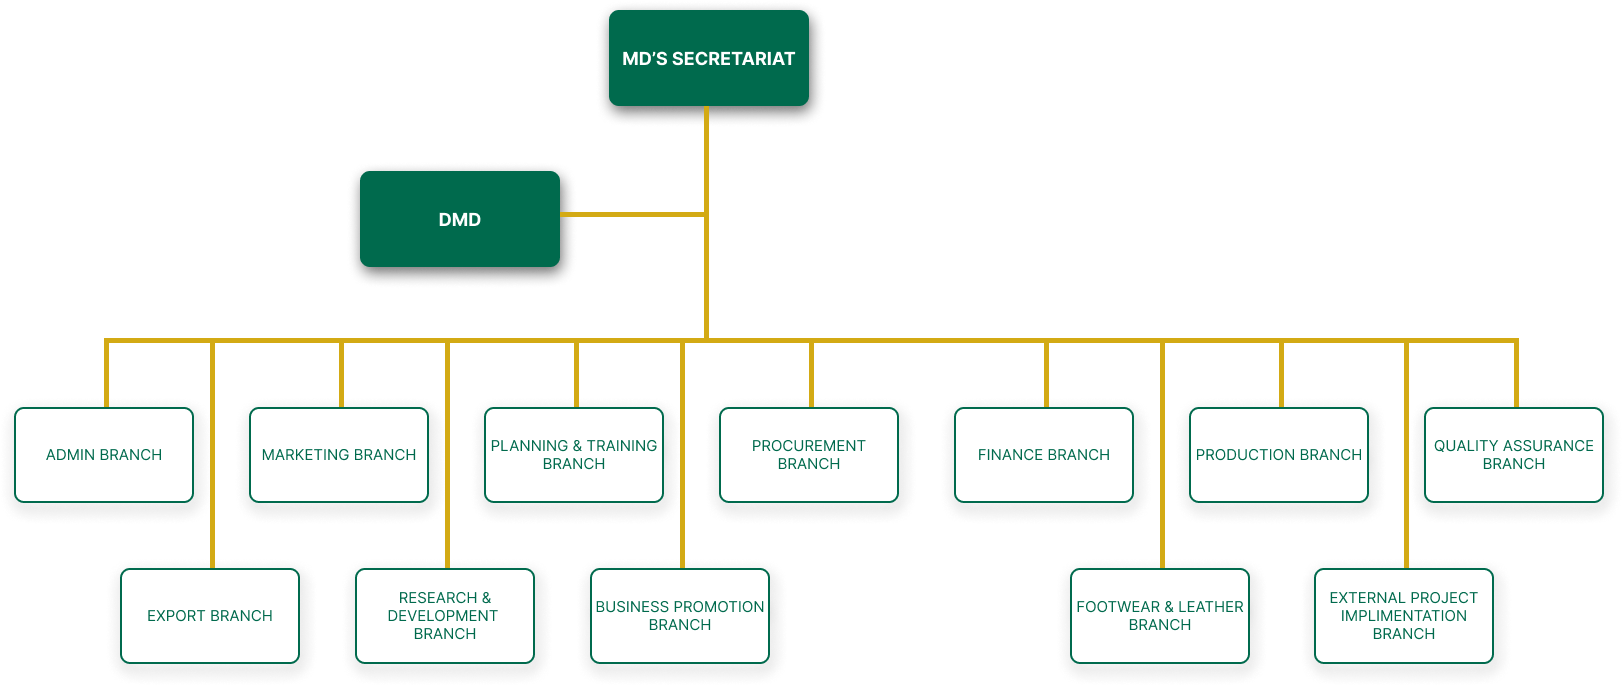 MD’S SECRETARIAT
DMD
ADMIN BRANCH
MARKETING BRANCH
PLANNING & TRAINING
BRANCH
PROCUREMENT
BRANCH
FINANCE BRANCH
PRODUCTION BRANCH
QUALITY ASSURANCE
BRANCH
EXPORT BRANCH
RESEARCH &
DEVELOPMENT
BRANCH
BUSINESS PROMOTION
BRANCH
FOOTWEAR & LEATHER
BRANCH
EXTERNAL PROJECT
IMPLIMENTATION
BRANCH